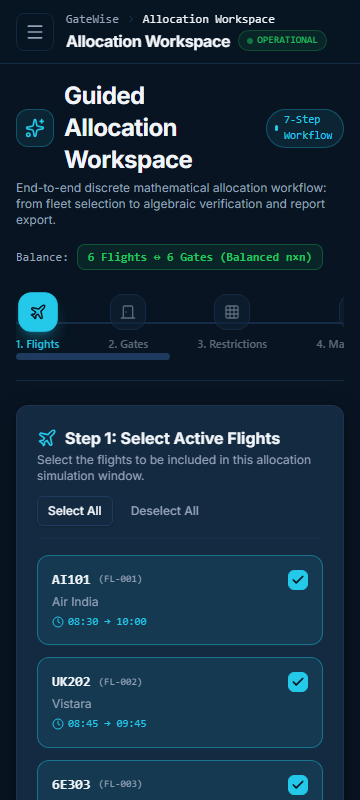 GateWise > Allocation Workspace
Allocation Workspace
OPERATIONAL
Guided
Allocation
Workspace
7-Step
Workflow
End-to-end discrete mathematical allocation workflow:
from fleet selection to algebraic verification and report
export.
Balance: 6 Flights ↔ 6 Gates (Balanced n×n)
1. Flights 2. Gates 3. Restrictions 4. Ma
Step 1: Select Active Flights
Select the flights to be included in this allocation
simulation window.
Select All Deselect All
AI101 (FL-001)
Air India
08:30 → 10:00
UK202 (FL-002)
Vistara
08:45 → 09:45
6E303 (FL-003)